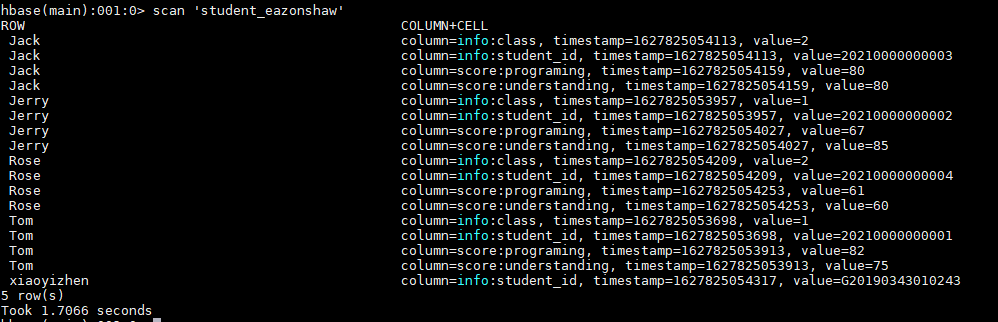 hbase(main):001:0> scan 'student_eazonshaw'
ROW COLUMN+CELL
Jack column=info:class, timestamp=1627825054113, value=2
Jack column=info:student_id, timestamp=1627825054113, value=20210000000003
Jack column=score:programing, timestamp=1627825054159, value=80
Jack column=score:understanding, timestamp=1627825054159, value=80
Jerry column=info:class, timestamp=1627825053957, value=1
Jerry column=info:student_id, timestamp=1627825053957, value=20210000000002
Jerry column=score:programing, timestamp=1627825054027, value=67
Jerry column=score:understanding, timestamp=1627825054027, value=85
Rose column=info:class, timestamp=1627825054209, value=2
Rose column=info:student_id, timestamp=1627825054209, value=20210000000004
Rose column=score:programing, timestamp=1627825054253, value=61
Rose column=score:understanding, timestamp=1627825054253, value=60
Tom column=info:class, timestamp=1627825053698, value=1
Tom column=info:student_id, timestamp=1627825053698, value=20210000000001
Tom column=score:programing, timestamp=1627825053913, value=82
Tom column=score:understanding, timestamp=1627825053913, value=75
xiaoyizhen column=info:student_id, timestamp=1627825054317, value=G20190343010243
5 row(s)
Took 1.7066 seconds